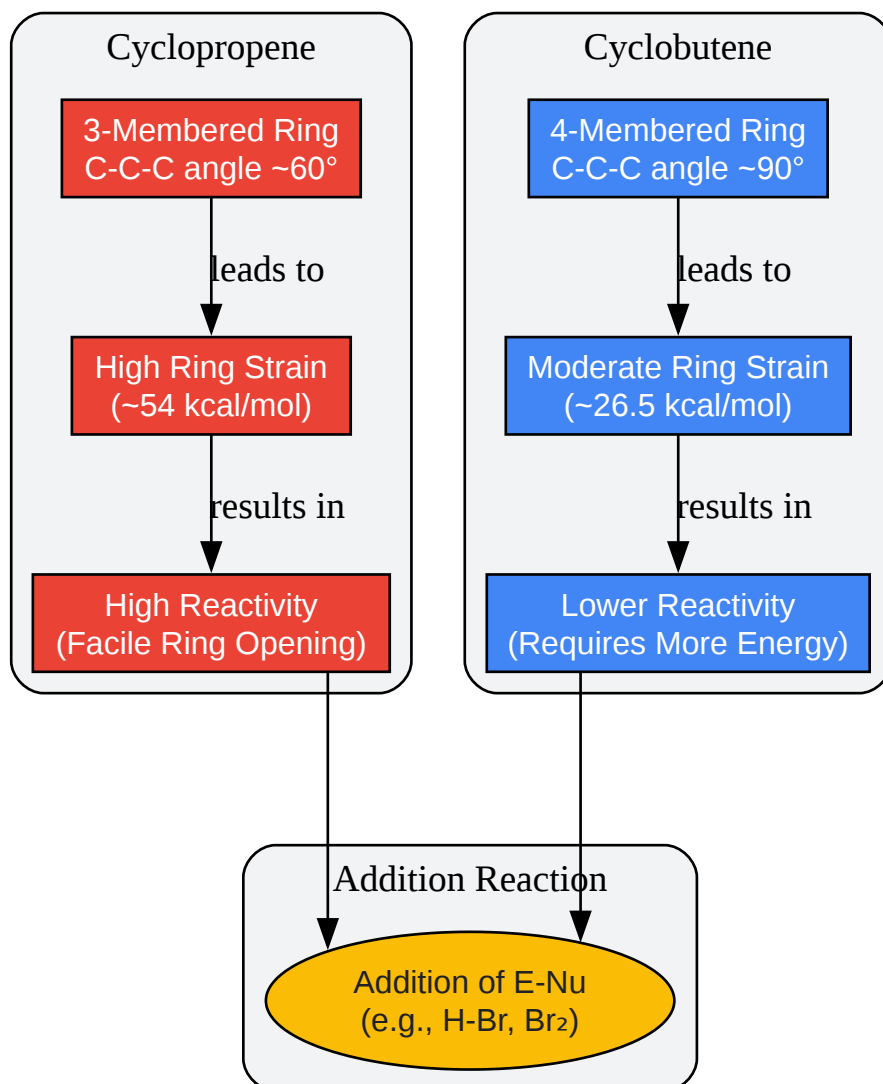 Cyclopropene
3-Membered Ring
C-C-C angle ~60°
leads to
High Ring Strain
(~54 kcal/mol)
results in
High Reactivity
(Facile Ring Opening)
Cyclobutene
4-Membered Ring
C-C-C angle ~90°
leads to
Moderate Ring Strain
(~26.5 kcal/mol)
results in
Lower Reactivity
(Requires More Energy)
Addition Reaction
Addition of E-Nu
(e.g., H-Br, Br₂)